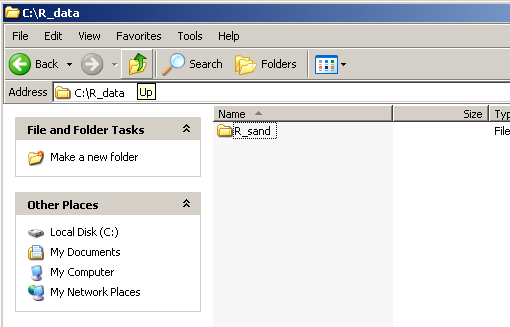 C:\R_data
File Edit View Favorites Tools Help
Back Search Folders
Address C:\R_data Up
Name Size Typ
File and Folder Tasks
R_sand File
Make a new folder
Other Places
Local Disk (C:)
My Documents
My Computer
My Network Places